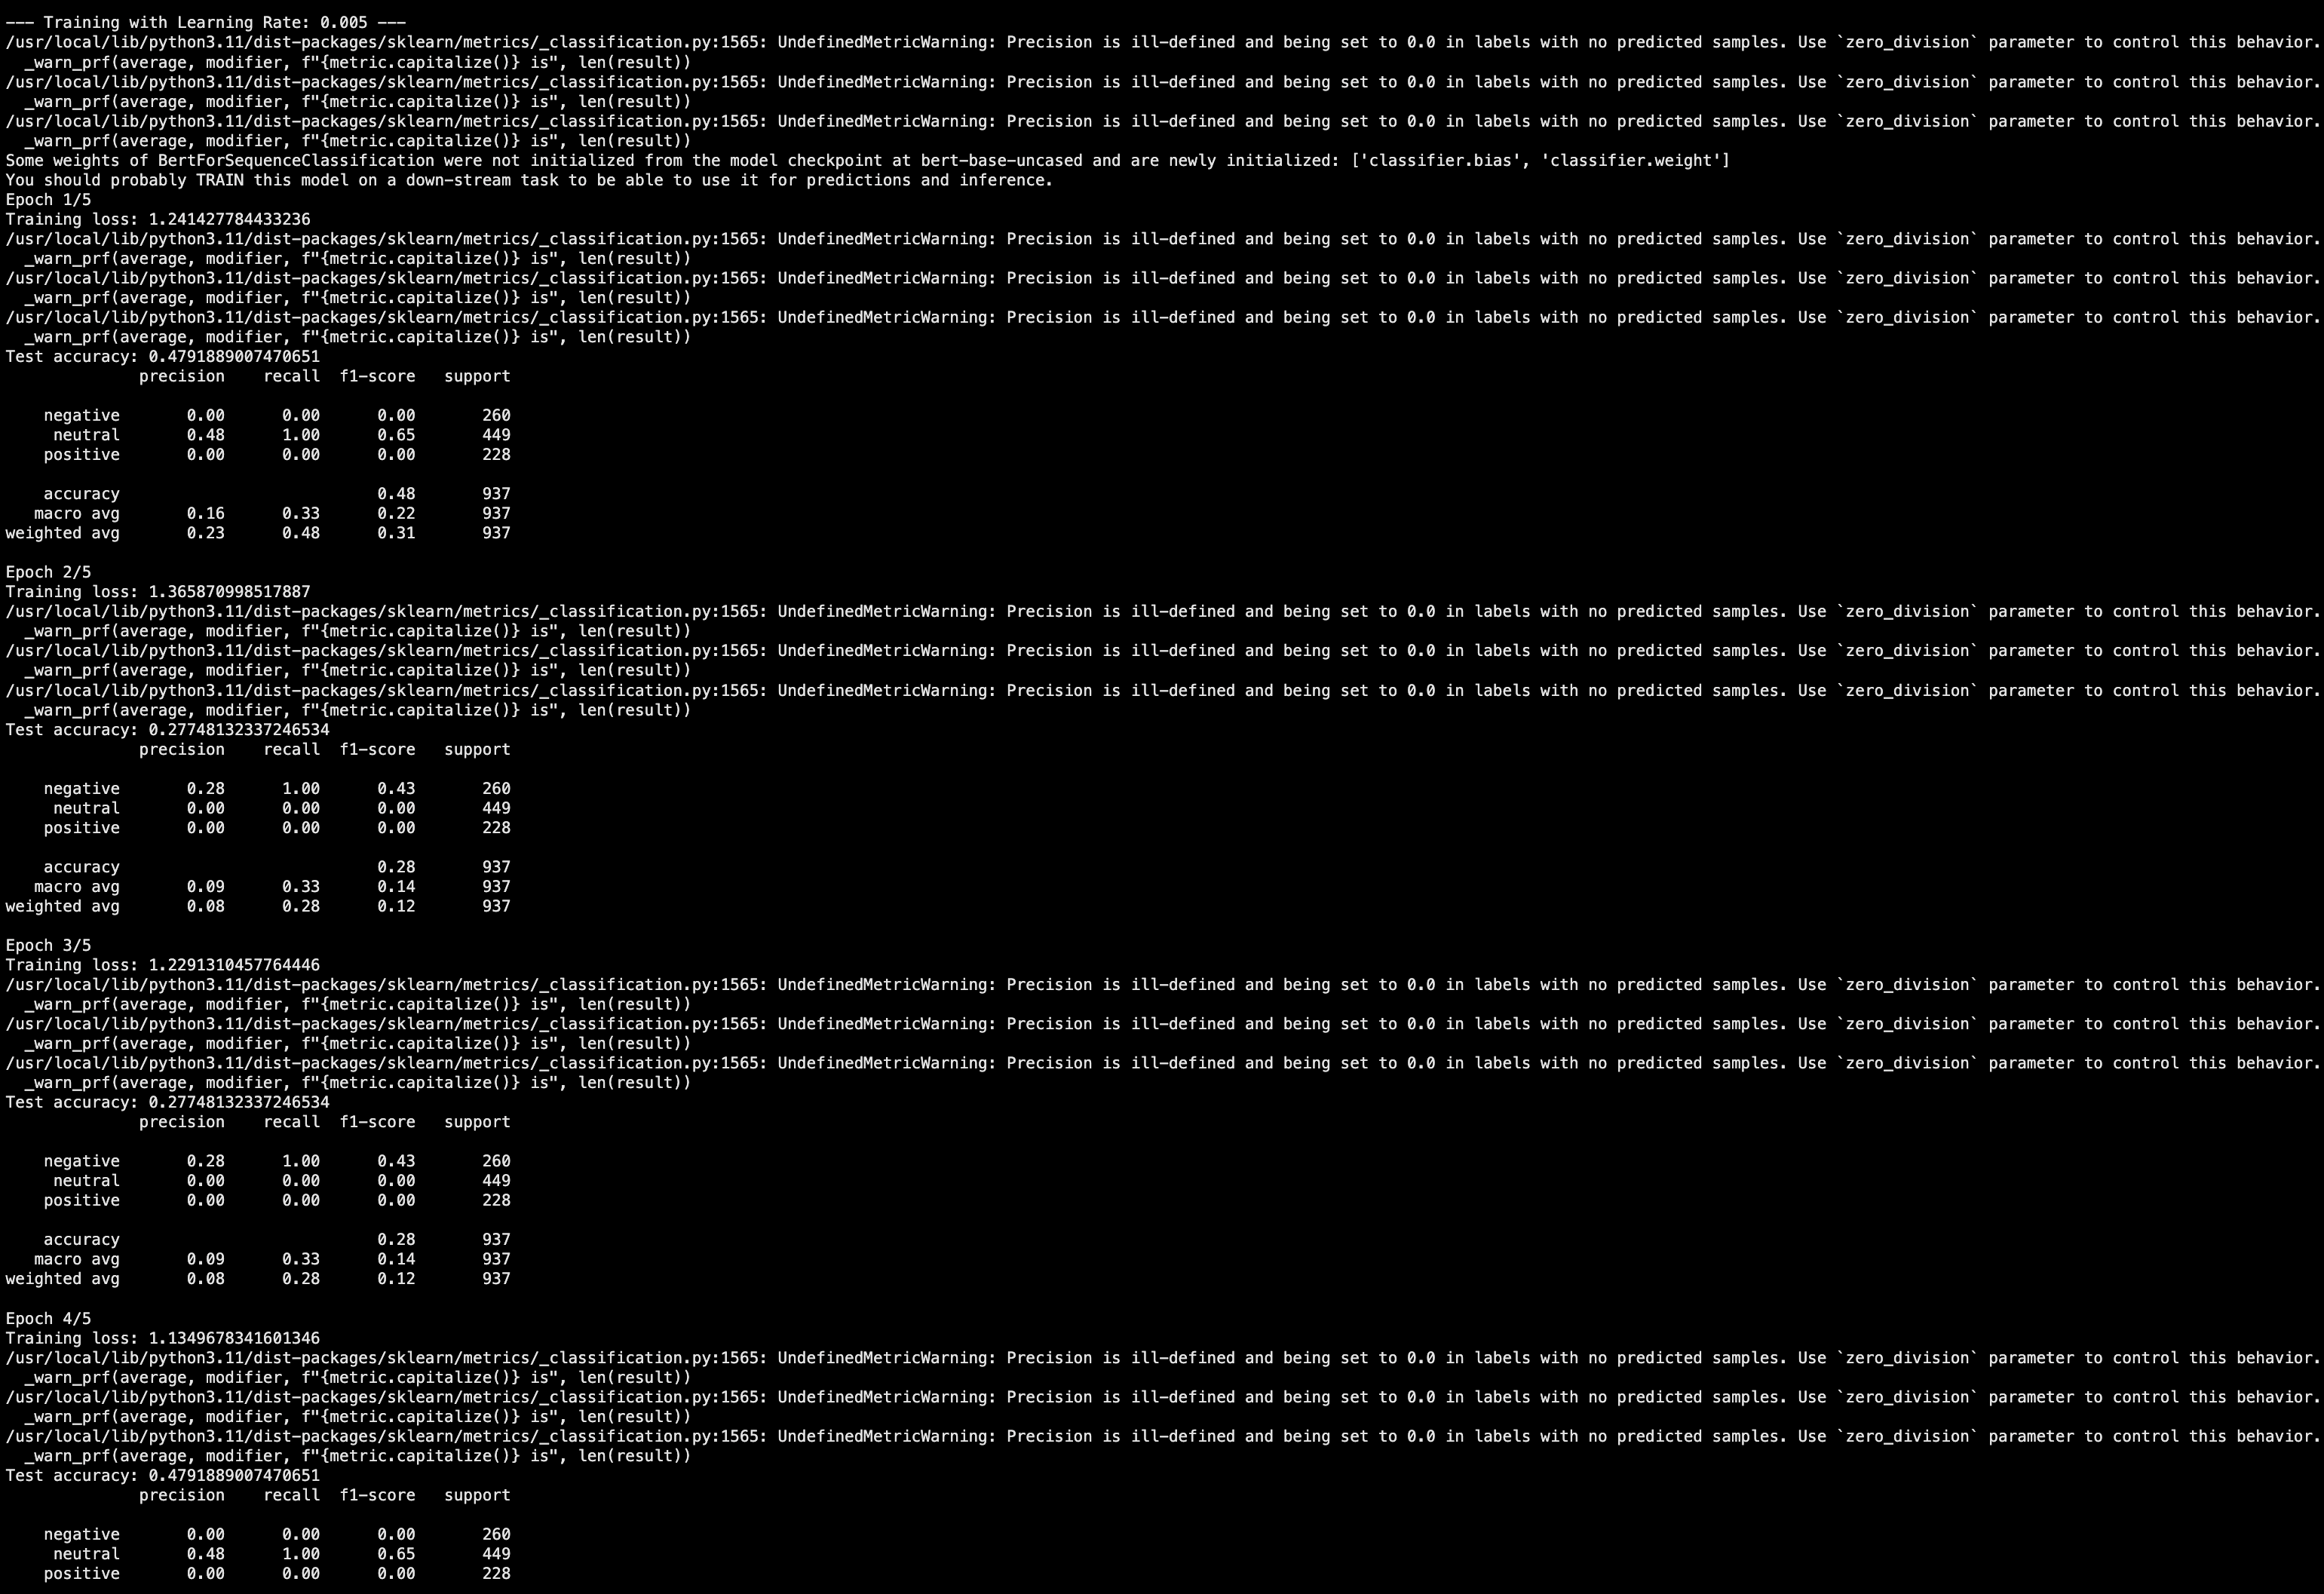 --- Training with Learning Rate: 0.005 ---
/usr/local/lib/python3.11/dist-packages/sklearn/metrics/_classification.py:1565: UndefinedMetricWarning: Precision is ill-defined and being set to 0.0 in labels with no predicted samples. Use `zero_division` parameter to control this behavior.
  _warn_prf(average, modifier, f"{metric.capitalize()} is", len(result))
/usr/local/lib/python3.11/dist-packages/sklearn/metrics/_classification.py:1565: UndefinedMetricWarning: Precision is ill-defined and being set to 0.0 in labels with no predicted samples. Use `zero_division` parameter to control this behavior.
  _warn_prf(average, modifier, f"{metric.capitalize()} is", len(result))
/usr/local/lib/python3.11/dist-packages/sklearn/metrics/_classification.py:1565: UndefinedMetricWarning: Precision is ill-defined and being set to 0.0 in labels with no predicted samples. Use `zero_division` parameter to control this behavior.
  _warn_prf(average, modifier, f"{metric.capitalize()} is", len(result))
Some weights of BertForSequenceClassification were not initialized from the model checkpoint at bert-base-uncased and are newly initialized: ['classifier.bias', 'classifier.weight']
You should probably TRAIN this model on a down-stream task to be able to use it for predictions and inference.
Epoch 1/5
Training loss: 1.241427784433236
/usr/local/lib/python3.11/dist-packages/sklearn/metrics/_classification.py:1565: UndefinedMetricWarning: Precision is ill-defined and being set to 0.0 in labels with no predicted samples. Use `zero_division` parameter to control this behavior.
  _warn_prf(average, modifier, f"{metric.capitalize()} is", len(result))
/usr/local/lib/python3.11/dist-packages/sklearn/metrics/_classification.py:1565: UndefinedMetricWarning: Precision is ill-defined and being set to 0.0 in labels with no predicted samples. Use `zero_division` parameter to control this behavior.
  _warn_prf(average, modifier, f"{metric.capitalize()} is", len(result))
/usr/local/lib/python3.11/dist-packages/sklearn/metrics/_classification.py:1565: UndefinedMetricWarning: Precision is ill-defined and being set to 0.0 in labels with no predicted samples. Use `zero_division` parameter to control this behavior.
  _warn_prf(average, modifier, f"{metric.capitalize()} is", len(result))
Test accuracy: 0.4791889007470651
              precision    recall  f1-score   support

    negative       0.00      0.00      0.00       260
     neutral       0.48      1.00      0.65       449
    positive       0.00      0.00      0.00       228

    accuracy                           0.48       937
   macro avg       0.16      0.33      0.22       937
weighted avg       0.23      0.48      0.31       937

Epoch 2/5
Training loss: 1.365870998517887
/usr/local/lib/python3.11/dist-packages/sklearn/metrics/_classification.py:1565: UndefinedMetricWarning: Precision is ill-defined and being set to 0.0 in labels with no predicted samples. Use `zero_division` parameter to control this behavior.
  _warn_prf(average, modifier, f"{metric.capitalize()} is", len(result))
/usr/local/lib/python3.11/dist-packages/sklearn/metrics/_classification.py:1565: UndefinedMetricWarning: Precision is ill-defined and being set to 0.0 in labels with no predicted samples. Use `zero_division` parameter to control this behavior.
  _warn_prf(average, modifier, f"{metric.capitalize()} is", len(result))
/usr/local/lib/python3.11/dist-packages/sklearn/metrics/_classification.py:1565: UndefinedMetricWarning: Precision is ill-defined and being set to 0.0 in labels with no predicted samples. Use `zero_division` parameter to control this behavior.
  _warn_prf(average, modifier, f"{metric.capitalize()} is", len(result))
Test accuracy: 0.27748132337246534
              precision    recall  f1-score   support

    negative       0.28      1.00      0.43       260
     neutral       0.00      0.00      0.00       449
    positive       0.00      0.00      0.00       228

    accuracy                           0.28       937
   macro avg       0.09      0.33      0.14       937
weighted avg       0.08      0.28      0.12       937

Epoch 3/5
Training loss: 1.2291310457764446
/usr/local/lib/python3.11/dist-packages/sklearn/metrics/_classification.py:1565: UndefinedMetricWarning: Precision is ill-defined and being set to 0.0 in labels with no predicted samples. Use `zero_division` parameter to control this behavior.
  _warn_prf(average, modifier, f"{metric.capitalize()} is", len(result))
/usr/local/lib/python3.11/dist-packages/sklearn/metrics/_classification.py:1565: UndefinedMetricWarning: Precision is ill-defined and being set to 0.0 in labels with no predicted samples. Use `zero_division` parameter to control this behavior.
  _warn_prf(average, modifier, f"{metric.capitalize()} is", len(result))
/usr/local/lib/python3.11/dist-packages/sklearn/metrics/_classification.py:1565: UndefinedMetricWarning: Precision is ill-defined and being set to 0.0 in labels with no predicted samples. Use `zero_division` parameter to control this behavior.
  _warn_prf(average, modifier, f"{metric.capitalize()} is", len(result))
Test accuracy: 0.27748132337246534
              precision    recall  f1-score   support

    negative       0.28      1.00      0.43       260
     neutral       0.00      0.00      0.00       449
    positive       0.00      0.00      0.00       228

    accuracy                           0.28       937
   macro avg       0.09      0.33      0.14       937
weighted avg       0.08      0.28      0.12       937

Epoch 4/5
Training loss: 1.1349678341601346
/usr/local/lib/python3.11/dist-packages/sklearn/metrics/_classification.py:1565: UndefinedMetricWarning: Precision is ill-defined and being set to 0.0 in labels with no predicted samples. Use `zero_division` parameter to control this behavior.
  _warn_prf(average, modifier, f"{metric.capitalize()} is", len(result))
/usr/local/lib/python3.11/dist-packages/sklearn/metrics/_classification.py:1565: UndefinedMetricWarning: Precision is ill-defined and being set to 0.0 in labels with no predicted samples. Use `zero_division` parameter to control this behavior.
  _warn_prf(average, modifier, f"{metric.capitalize()} is", len(result))
/usr/local/lib/python3.11/dist-packages/sklearn/metrics/_classification.py:1565: UndefinedMetricWarning: Precision is ill-defined and being set to 0.0 in labels with no predicted samples. Use `zero_division` parameter to control this behavior.
  _warn_prf(average, modifier, f"{metric.capitalize()} is", len(result))
Test accuracy: 0.4791889007470651
              precision    recall  f1-score   support

    negative       0.00      0.00      0.00       260
     neutral       0.48      1.00      0.65       449
    positive       0.00      0.00      0.00       228